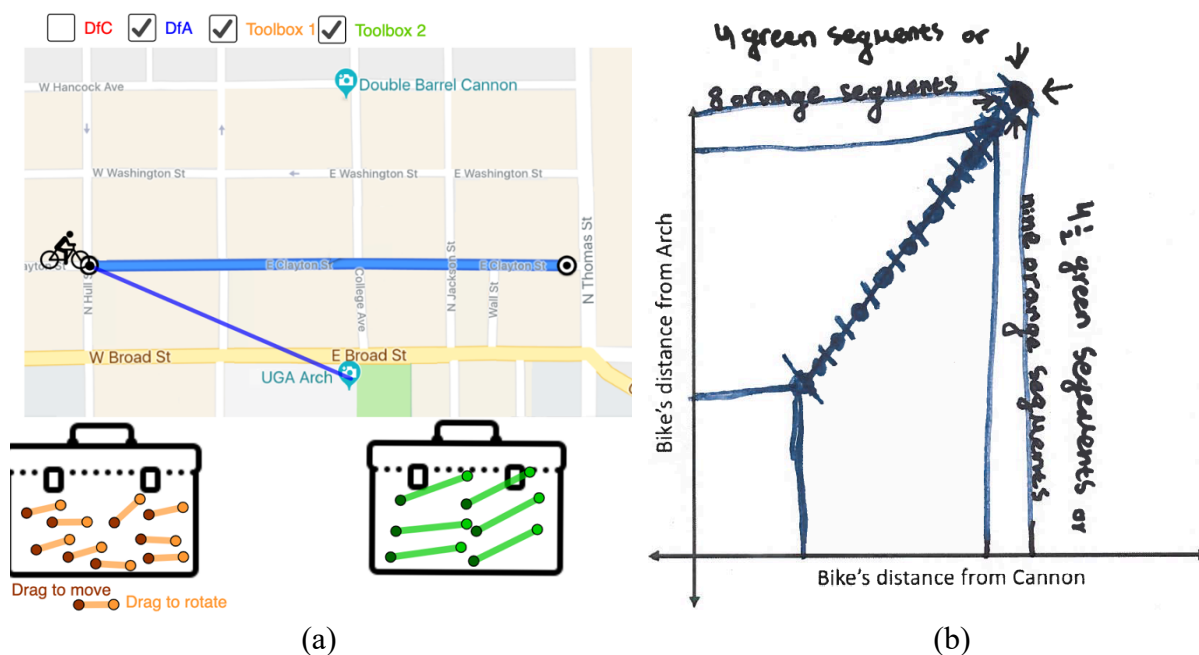 DfC
DfA
Toolbox 1
Toolbox 2
W Hancock Ave
Double Barrel Cannon
W Washington St
E Washington St
E Washington St
ayton St
E Clayton St
E Clayton St
N Hull S
College Ave
N Jackson St
Wall St
N Thomas St
W Broad St
E Broad St
UGA Arch
Drag to move
Drag to rotate
(a)
4 green segments or
8 orange segments
4½ green segments or
nine orange segments
Bike's distance from Arch
Bike's distance from Cannon
(b)